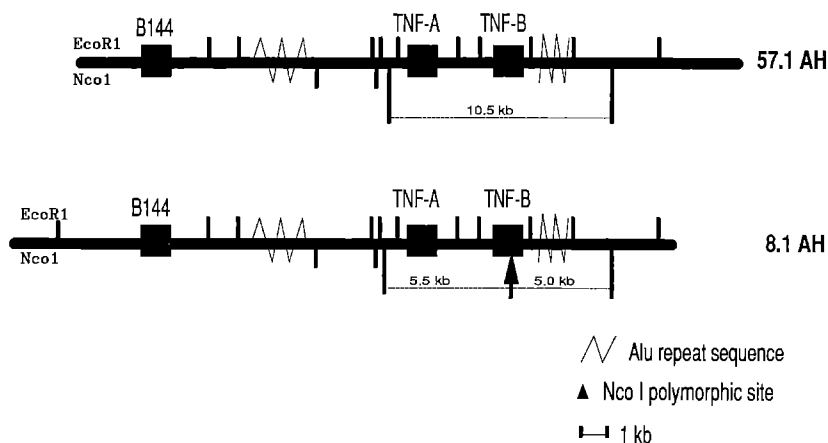 B144 TNF-A TNF-B
EcoR1
57.1 AH
Nco1
10.5 kb
B144 TNF-A TNF-B
EcoR1
8.1 AH
Nco1
5.5 kb 5.0 kb
Alu repeat sequence
Nco I polymorphic site
1 kb